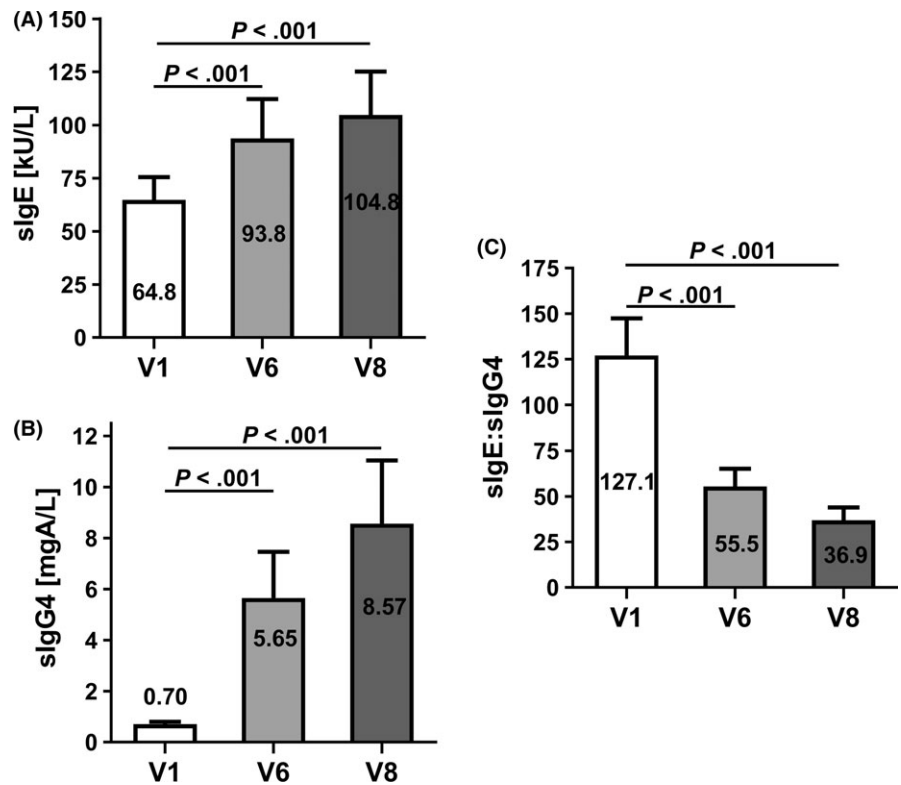 (A)
sIgE [kU/L]
150
125
100
75
50
25
0
P < .001
P < .001
64.8
93.8
104.8
V1 V6 V8
(B)
sIgG4 [mgA/L]
12
10
8
6
4
2
0
P < .001
P < .001
0.70
5.65
8.57
V1 V6 V8
(C)
sIgE:sIgG4
175
150
125
100
75
50
25
0
P < .001
P < .001
127.1
55.5
36.9
V1 V6 V8